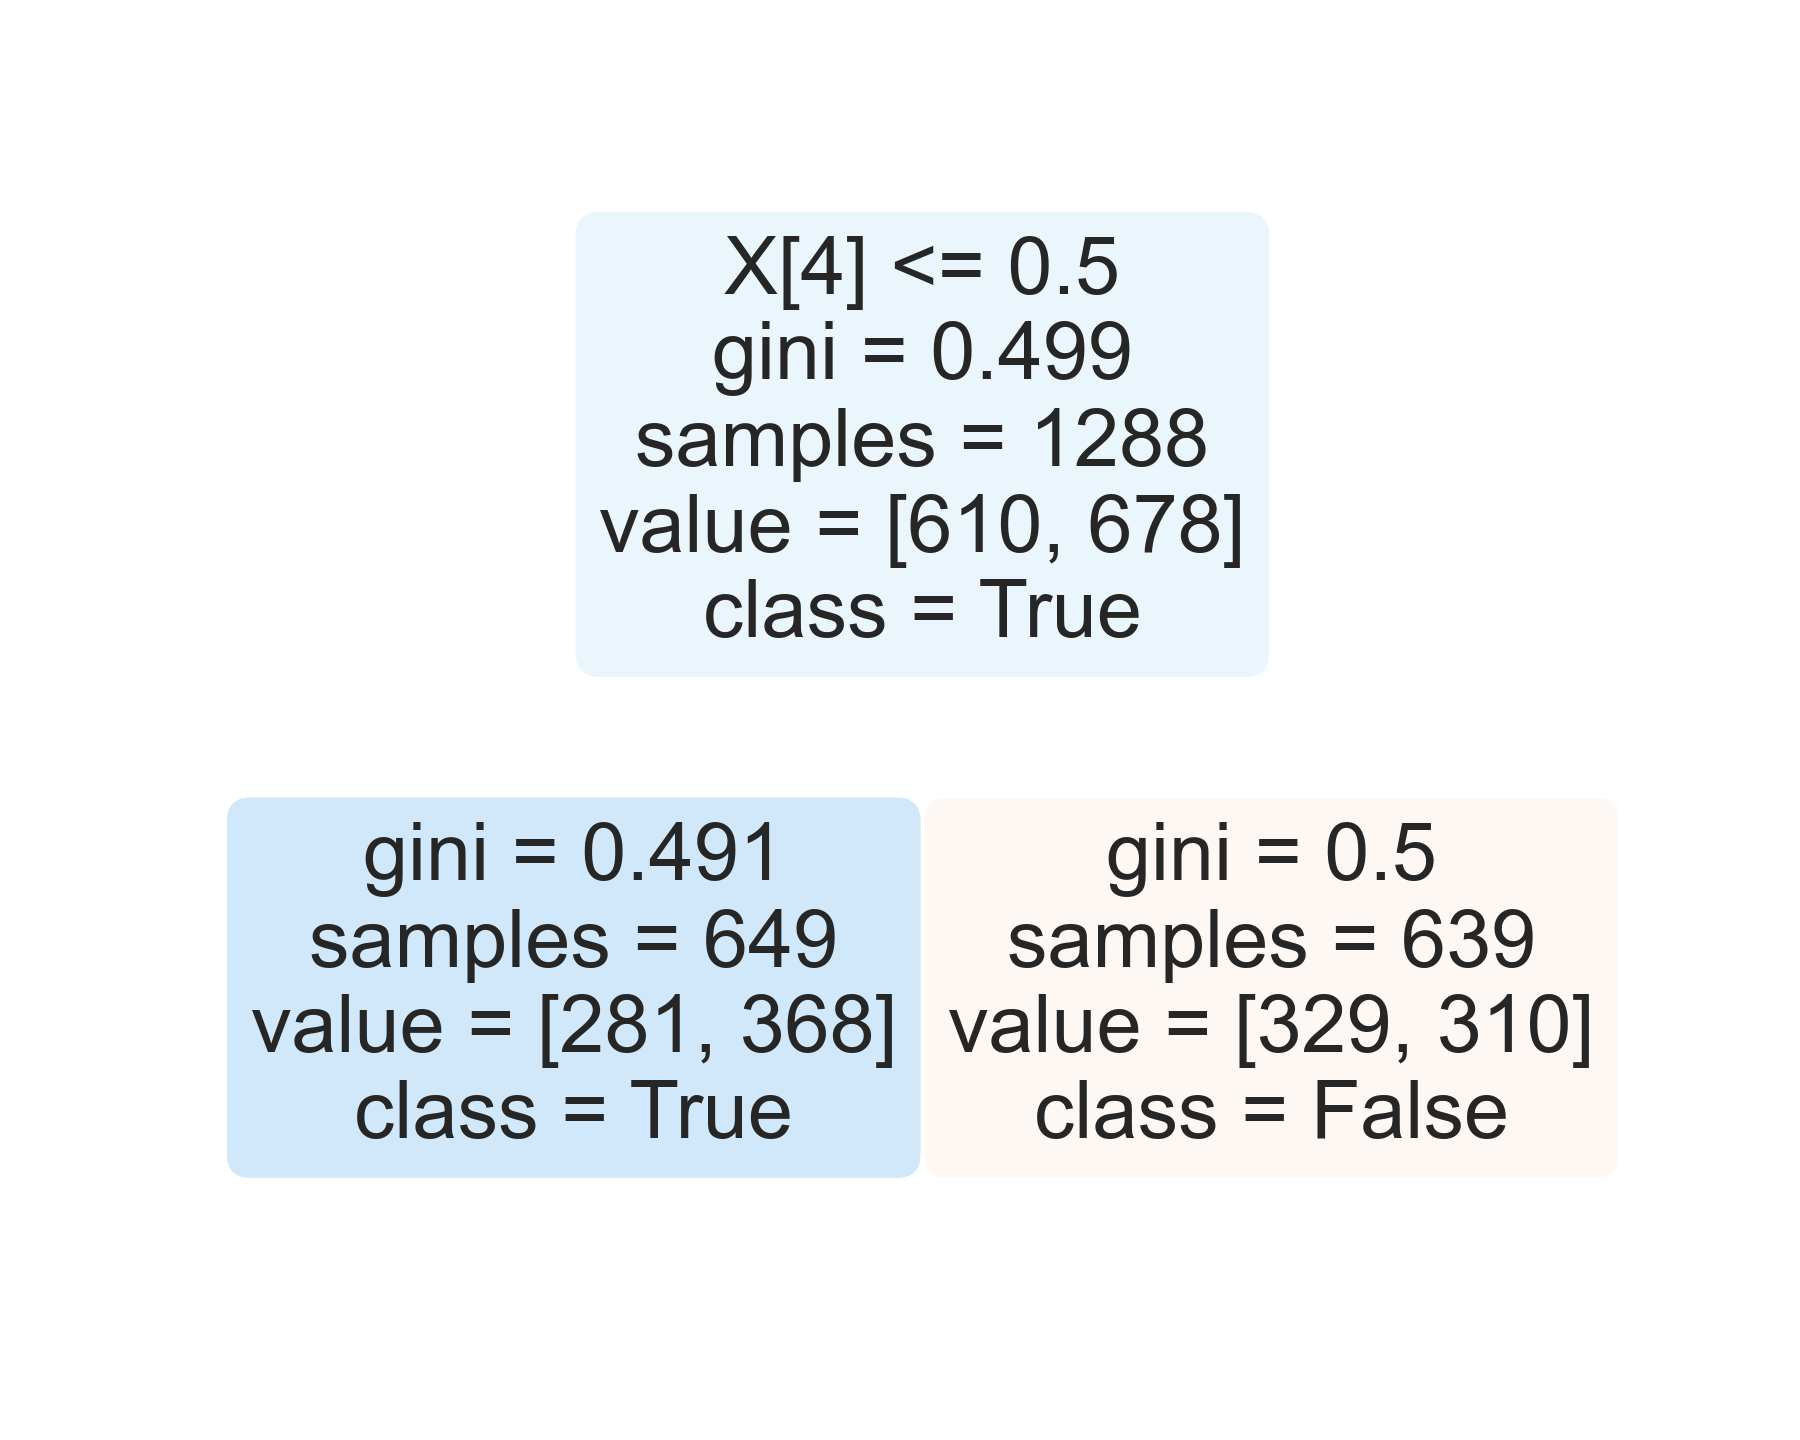 X[4] <= 0.5
gini = 0.499
samples = 1288
value = [610, 678]
class = True
gini = 0.491
samples = 649
value = [281, 368]
class = True
gini = 0.5
samples = 639
value = [329, 310]
class = False